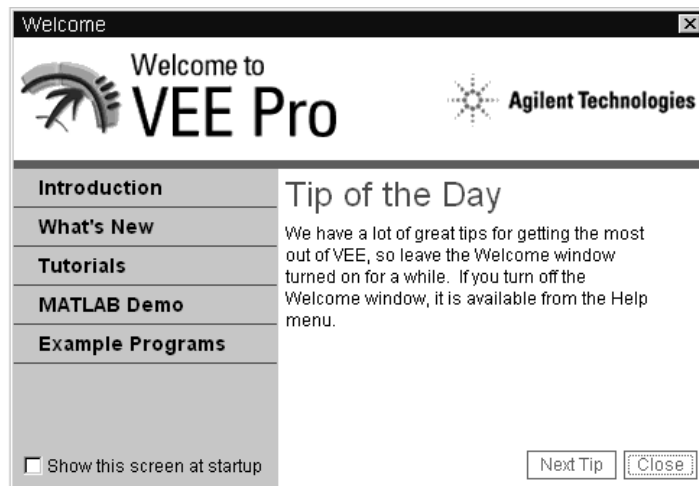 Welcome
Welcome to
VEE Pro
Agilent Technologies
Introduction
What's New
Tutorials
MATLAB Demo
Example Programs
Show this screen at startup
Tip of the Day
We have a lot of great tips for getting the most
out of VEE, so leave the Welcome window
turned on for a while. If you turn off the
Welcome window, it is available from the Help
menu.
Next Tip
Close